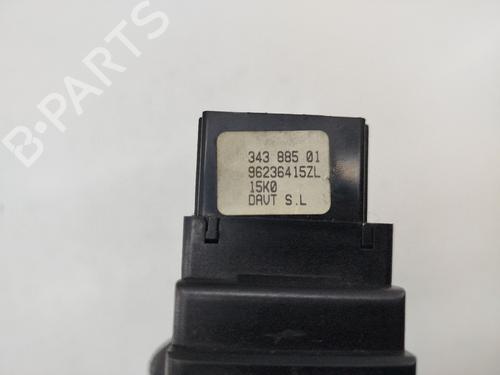 B-PARTS
343 885 01
96236415ZL
15K0
DAVT S.L